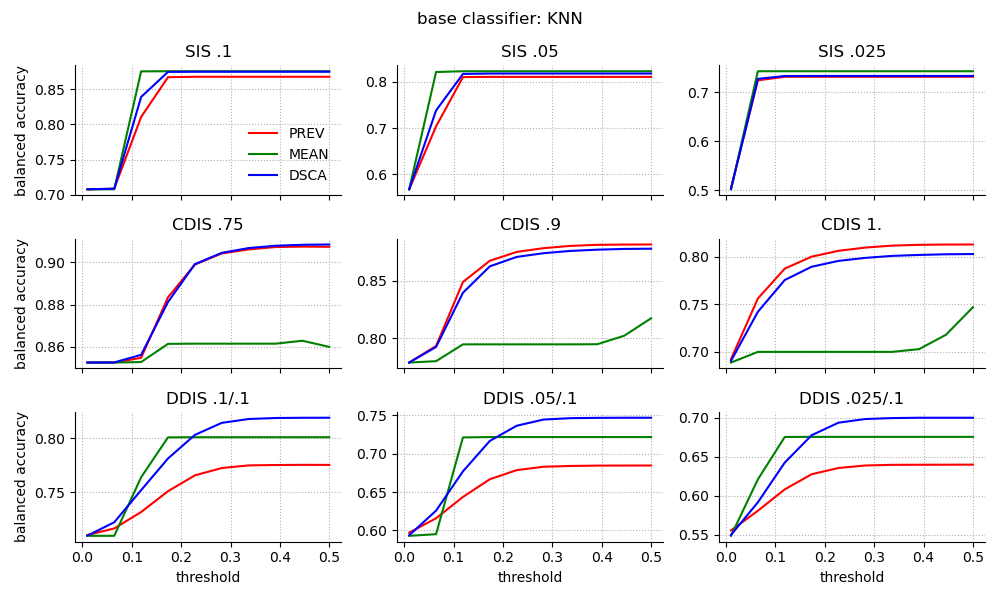 base classifier: KNN
SIS .1
SIS .05
SIS .025
balanced accuracy
0.85
0.80
0.75
0.70
PREV
MEAN
DSCA
0.8
0.7
0.6
0.7
0.6
0.5
CDIS .75
CDIS .9
CDIS 1.
balanced accuracy
0.90
0.88
0.86
0.85
0.80
0.80
0.75
0.70
DDIS .1/.1
DDIS .05/.1
DDIS .025/.1
balanced accuracy
0.80
0.75
0.75
0.70
0.65
0.60
0.70
0.65
0.60
0.55
0.0 0.1 0.2 0.3 0.4 0.5
0.0 0.1 0.2 0.3 0.4 0.5
0.0 0.1 0.2 0.3 0.4 0.5
threshold
threshold
threshold